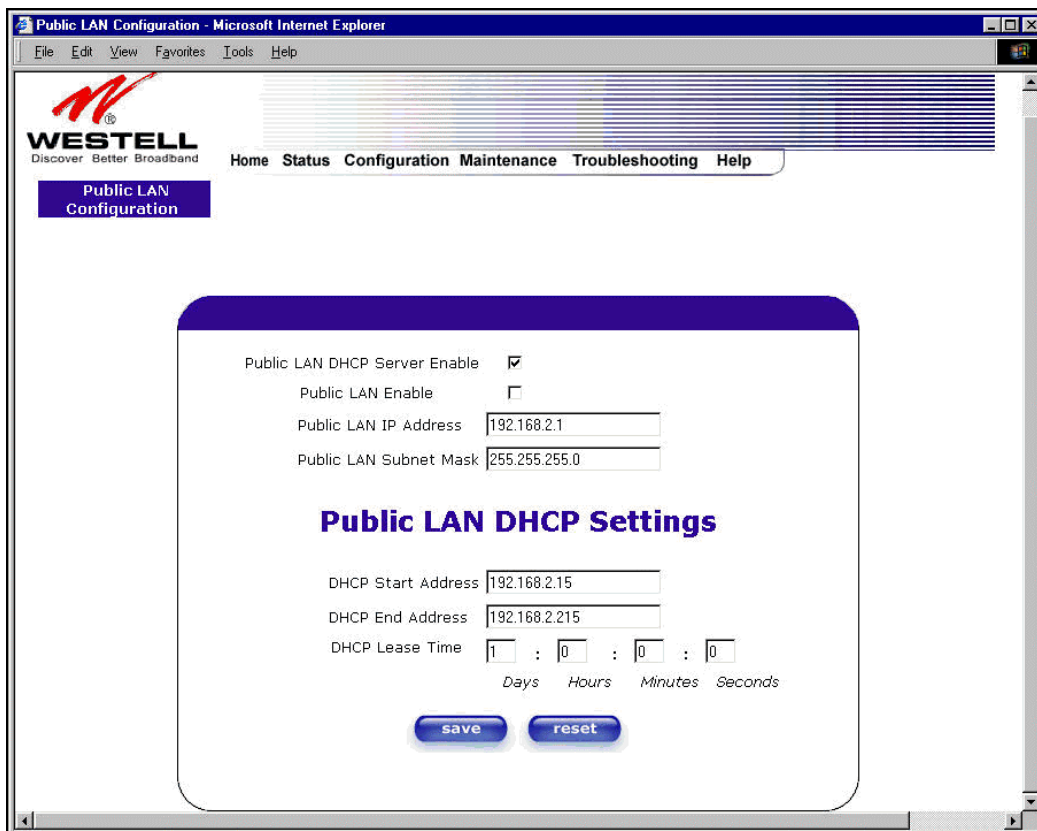 Public LAN Configuration - Microsoft Internet Explorer
File Edit View Favorites Tools Help
®
WESTELL
Discover Better Broadband
Home Status Configuration Maintenance Troubleshooting Help
Public LAN
Configuration
Public LAN DHCP Server Enable
Public LAN Enable
Public LAN IP Address 192.168.2.1
Public LAN Subnet Mask 255.255.255.0
Public LAN DHCP Settings
DHCP Start Address 192.168.2.15
DHCP End Address 192.168.2.215
DHCP Lease Time 1 : 0 : 0 : 0
Days Hours Minutes Seconds
save reset